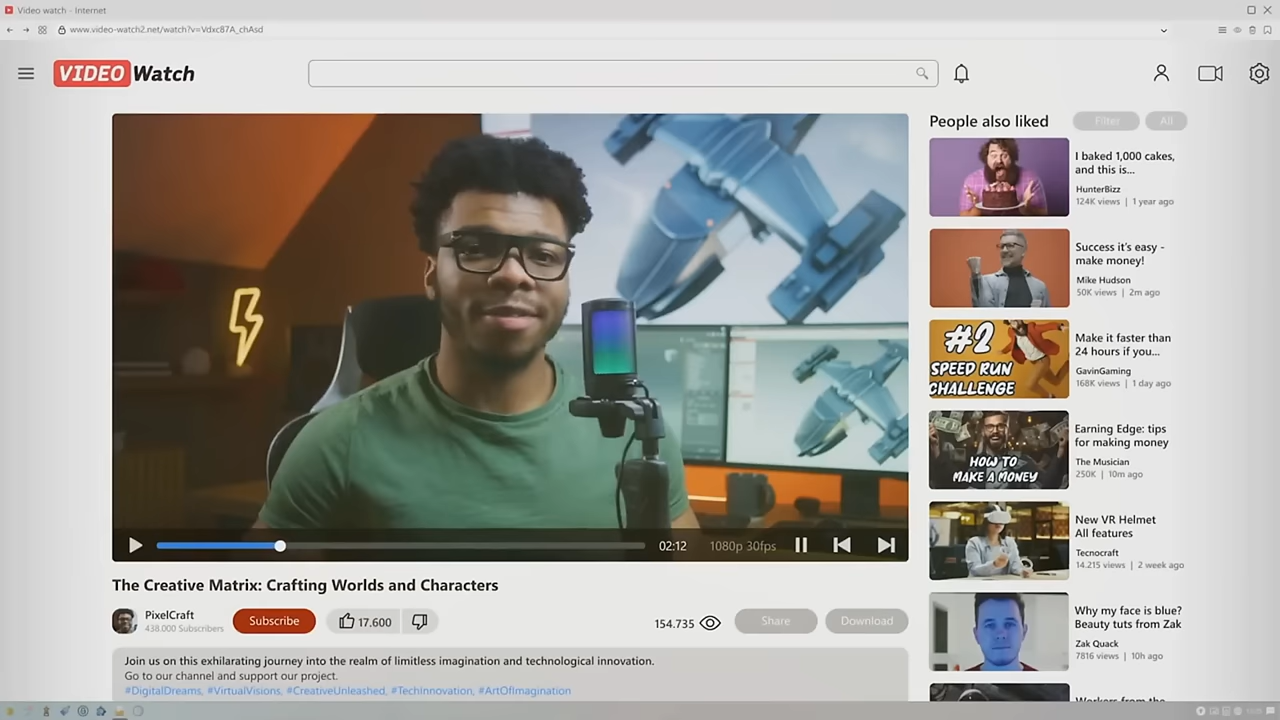 Video watch - Internet
www.video-watch2.net/watch?v=Vdxc87A_chAsd
VIDEO Watch
People also liked
Filter
All
I baked 1,000 cakes,
and this is...
HunterBizz
124K views | 1 year ago
Success it's easy -
make money!
Mike Hudson
50K views | 2m ago
#2
SPEED RUN
CHALLENGE
Make it faster than
24 hours if you...
GavinGaming
168K views | 1 day ago
HOW TO
MAKE A MONEY
Earning Edge: tips
for making money
The Musician
250K | 10m ago
New VR Helmet
All features
Tecnocraft
14.215 views | 2 week ago
Why my face is blue?
Beauty tuts from Zak
Zak Quack
7816 views | 10h ago
Workers from the
02:12
1080p 30fps
The Creative Matrix: Crafting Worlds and Characters
PixelCraft
438.000 Subscribers
Subscribe
17.600
154.735
Share
Download
Join us on this exhilarating journey into the realm of limitless imagination and technological innovation.
Go to our channel and support our project.
#DigitalDreams, #VirtualVisions, #CreativeUnleashed, #TechInnovation, #ArtOfImagination